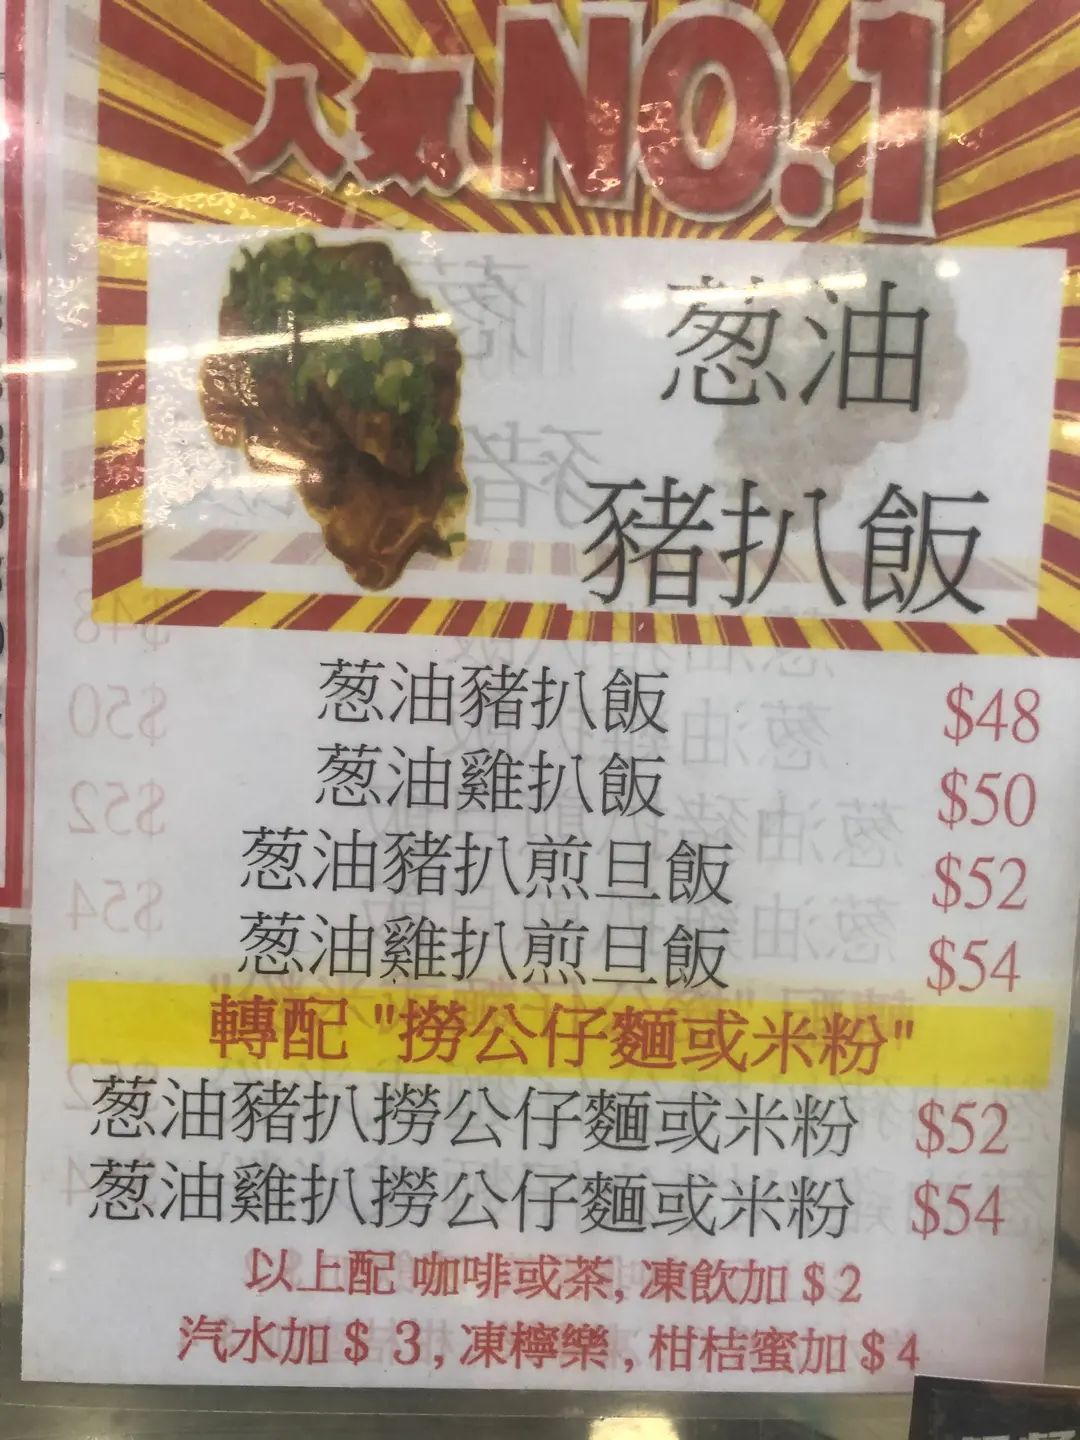 人氣NO.1
葱油
豬扒飯
葱油豬扒飯 $48
葱油雞扒飯 $50
葱油豬扒煎旦飯 $52
葱油雞扒煎旦飯 $54
轉配 "撈公仔麵或米粉"
葱油豬扒撈公仔麵或米粉 $52
葱油雞扒撈公仔麵或米粉 $54
以上配 咖啡或茶, 凍飲加 $ 2
汽水加 $ 3 , 凍檸樂 , 柑桔蜜加 $ 4